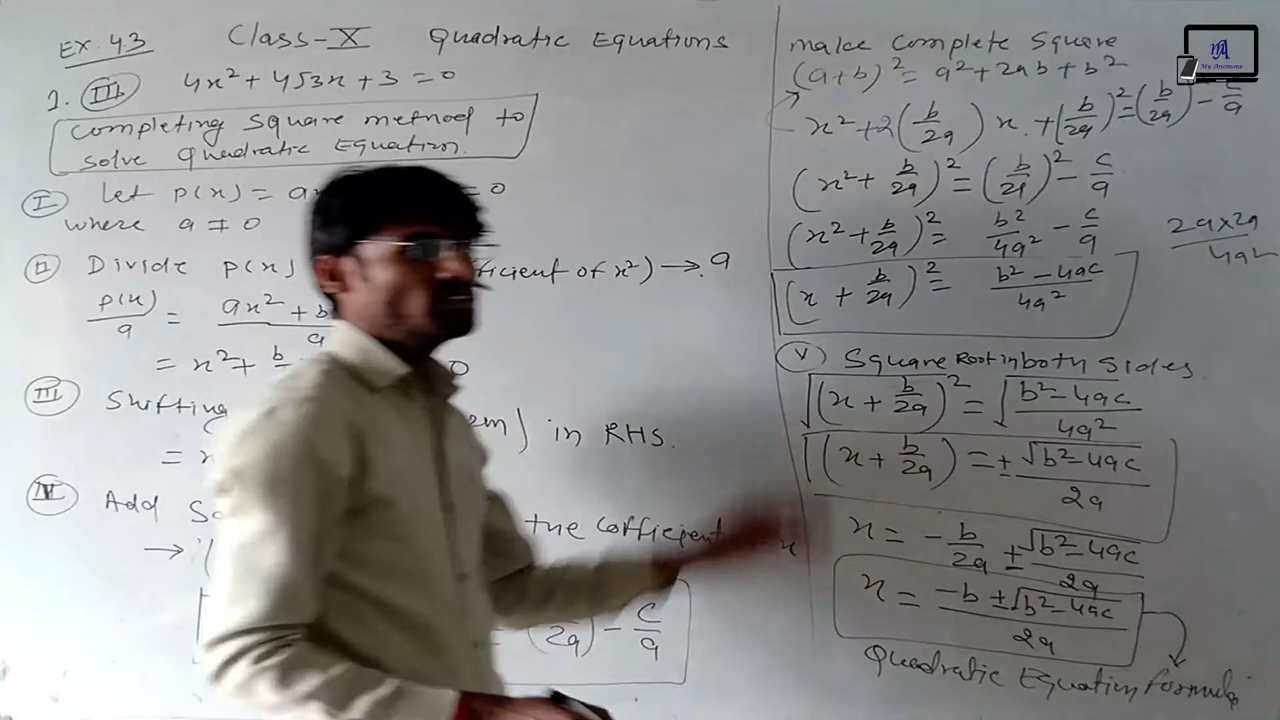 Ex. 4.3 Class-X Quadratic Equations
1. (III) 4x² + 4√3x + 3 = 0
Completing Square method to
solve Quadratic Equation.
(I) Let P(x) = a = 0
where a ≠ 0
(II) Divide P(x) fficient of x²) → a
P(x)/a = ax² + b /a
= x² + b 0
(III) Shifting in RHS.
=
(IV) Add the Cofficient x
→ (
2a) - c/a
make Complete Square
(a+b)² = a² + 2ab + b²
→ x² + 2(b/2a) x + (b/2a)² = (b/2a)² - c/a
(x² + b/2a)² = (b/2a)² - c/a
(x² + b/2a)² = b²/4a² - c/a
2a×2a
4a²
(x + b/2a)² = b² - 4ac / 4a²
(V) Square Root in both sides.
√(x + b/2a)² = √b² - 4ac / 4a²
(x + b/2a) = ± √b² - 4ac / 2a
x = - b/2a ± √b² - 4ac / 2a
x = -b ± √b² - 4ac / 2a
Quadratic Equation formula
MA
My Anemone